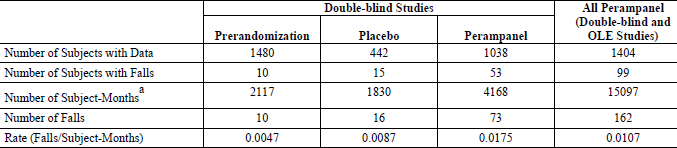 Double-blind Studies All Perampanel
(Double-blind and
OLE Studies)
Prerandomization Placebo Perampanel
Number of Subjects with Data 1480 442 1038 1404
Number of Subjects with Falls 10 15 53 99
Number of Subject-Months a 2117 1830 4168 15097
Number of Falls 10 16 73 162
Rate (Falls/Subject-Months) 0.0047 0.0087 0.0175 0.0107